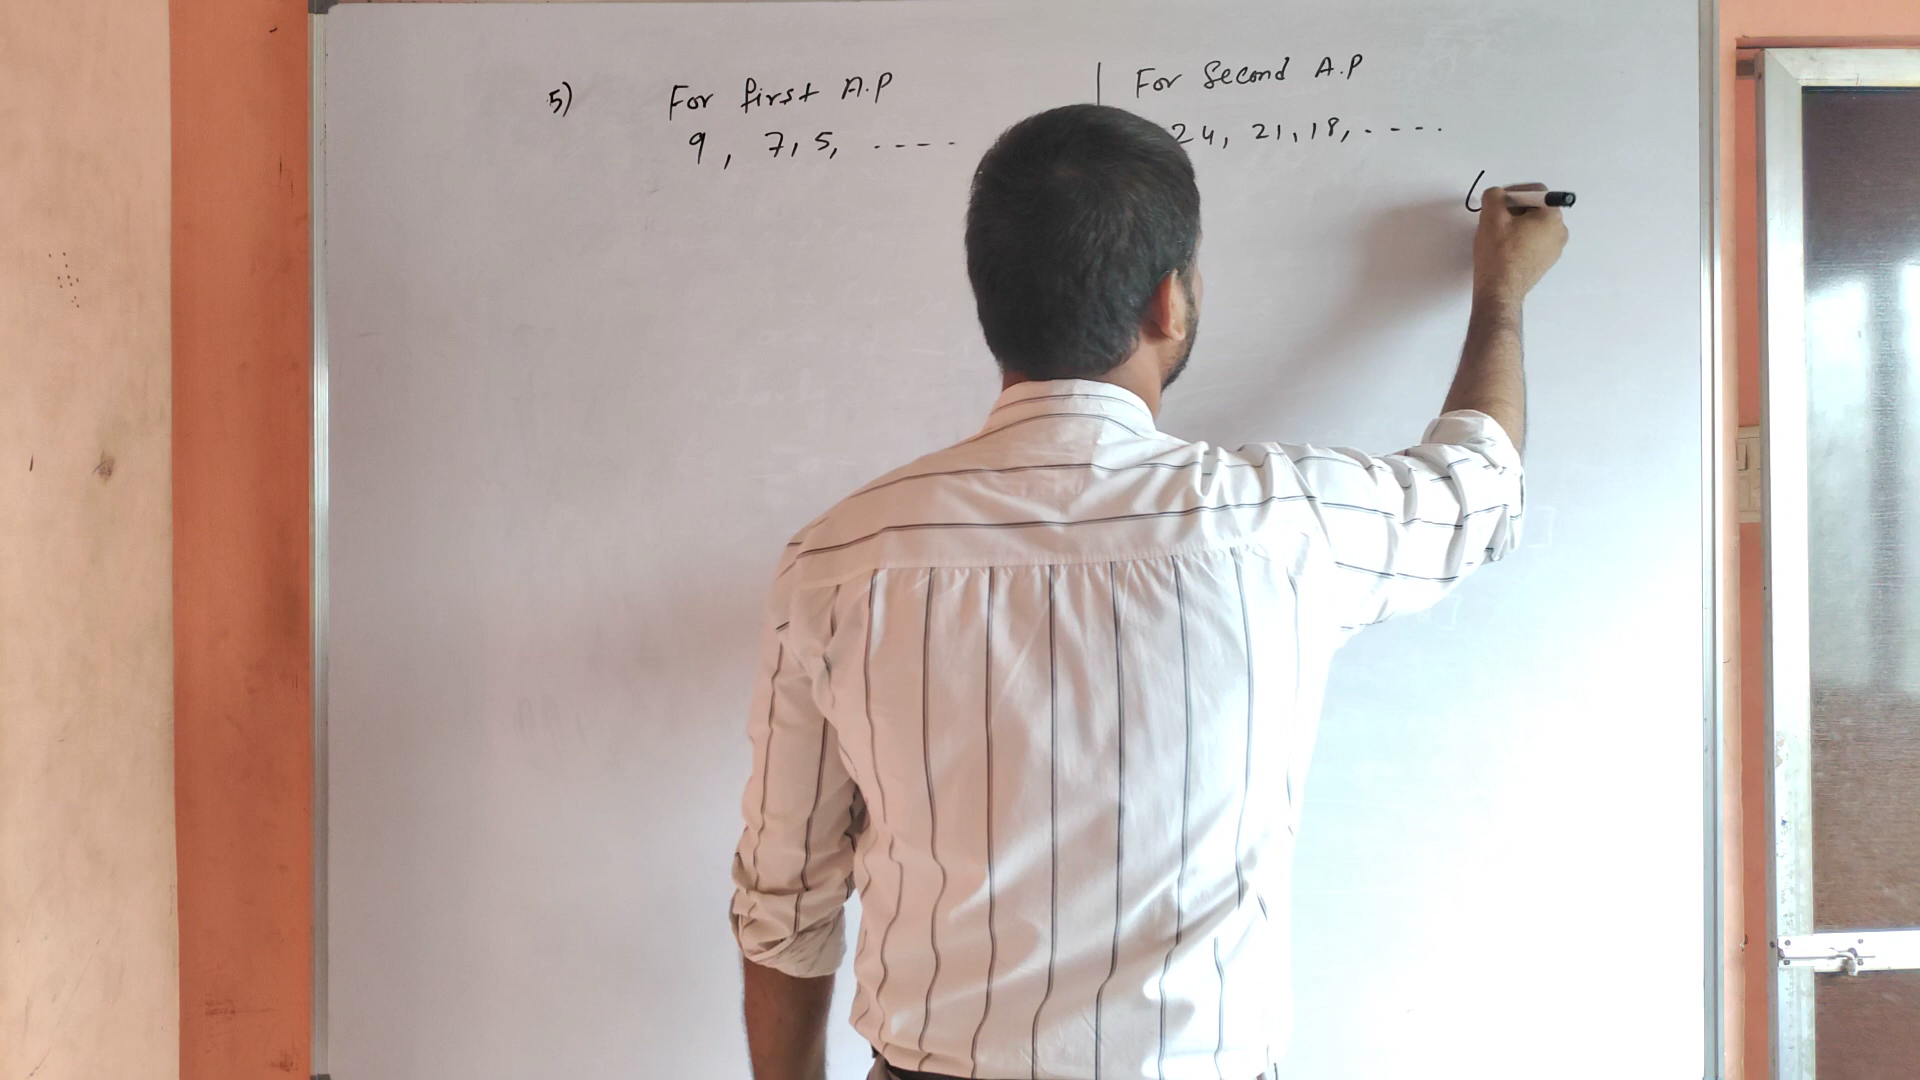 5) For first A.P
9, 7, 5, ----
For Second A.P
24, 21, 18, ----
(